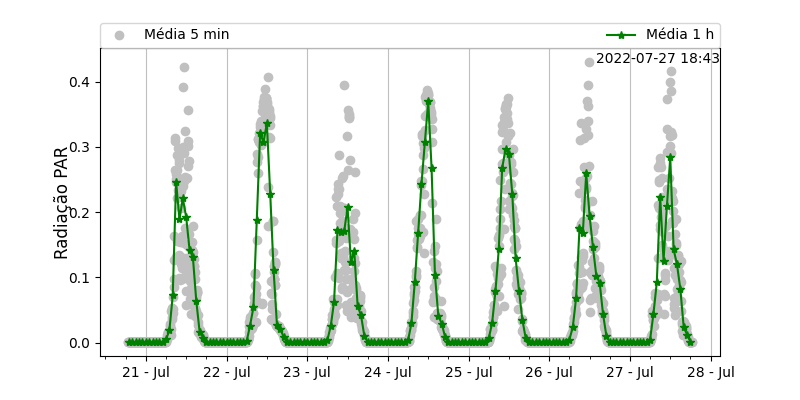 Média 5 min
Média 1 h
2022-07-27 18:43
Radiação PAR
0.4
0.3
0.2
0.1
0.0
21 - Jul
22 - Jul
23 - Jul
24 - Jul
25 - Jul
26 - Jul
27 - Jul
28 - Jul